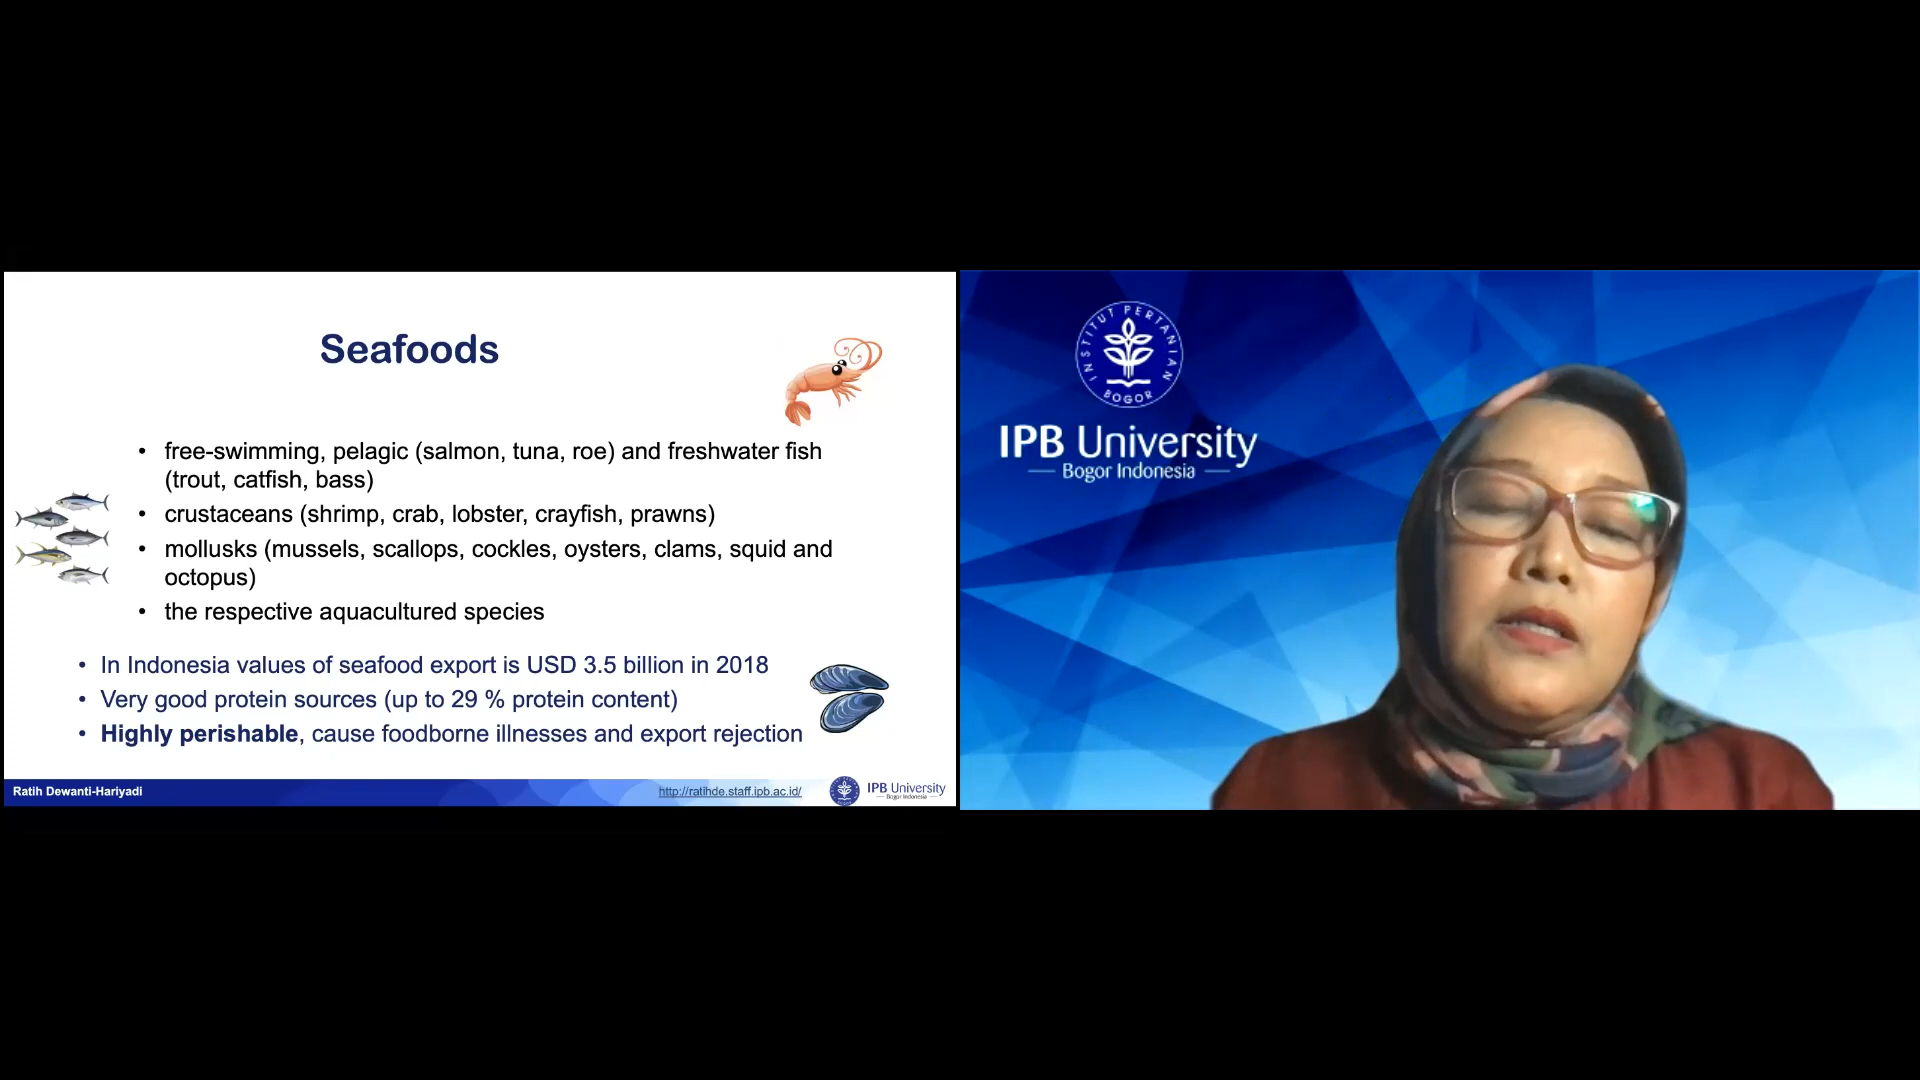 Seafoods
• free-swimming, pelagic (salmon, tuna, roe) and freshwater fish
(trout, catfish, bass)
• crustaceans (shrimp, crab, lobster, crayfish, prawns)
• mollusks (mussels, scallops, cockles, oysters, clams, squid and
octopus)
• the respective aquacultured species
• In Indonesia values of seafood export is USD 3.5 billion in 2018
• Very good protein sources (up to 29 % protein content)
• Highly perishable, cause foodborne illnesses and export rejection
Ratih Dewanti-Hariyadi
http://ratihde.staff.ipb.ac.id/
IPB University
Bogor Indonesia
INSTITUT PERTANIAN
BOGOR
IPB University
Bogor Indonesia